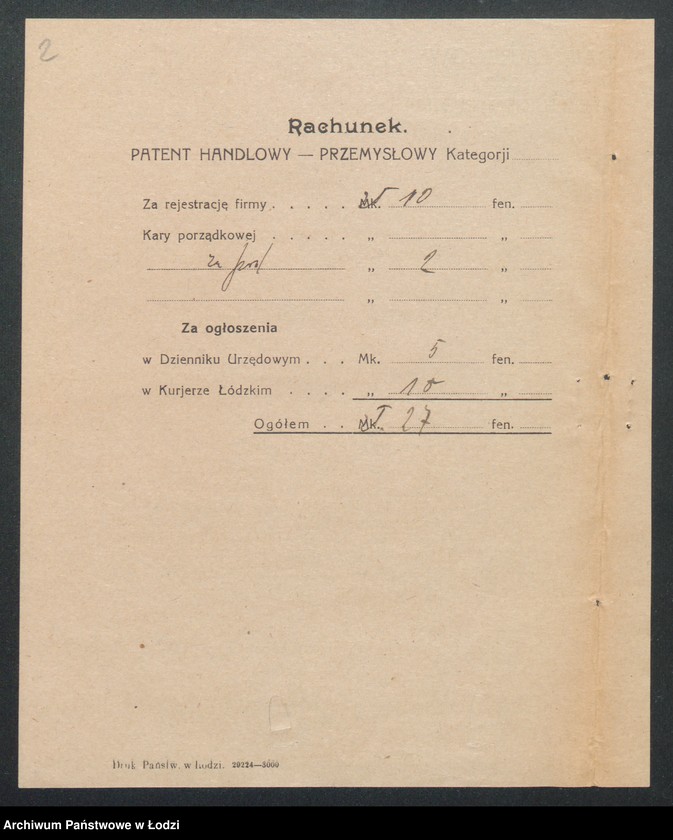 2
Rachunek.
PATENT HANDLOWY — PRZEMYSŁOWY Kategorji
Za rejestrację firmy . . . . . Mk. 10 fen.
Kary porządkowej . . . . . „ „
za „ 2 „
„ „
Za ogłoszenia
w Dzienniku Urzędowym . . . Mk. 5 fen.
w Kurjerze Łódzkim . . . . „ 10 „
Ogółem . . Mk. 27 fen.
Druk Państw. w Łodzi. 20224—5000
Archiwum Państwowe w Łodzi